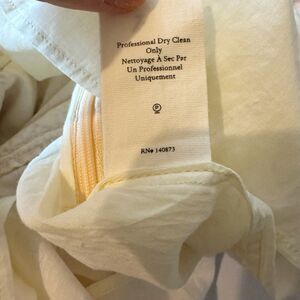 Professional Dry Clean
Only
Nettoyage À Sec Par
Un Professionnel
Uniquement
P
RN# 140873